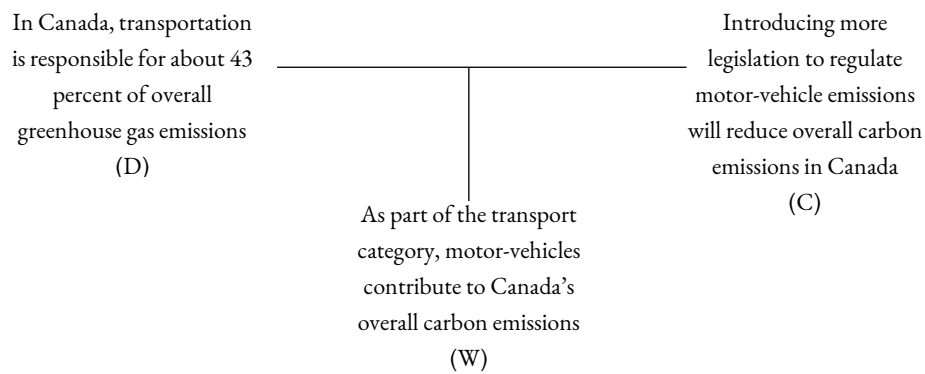 In Canada, transportation
is responsible for about 43
percent of overall
greenhouse gas emissions
(D)
Introducing more
legislation to regulate
motor-vehicle emissions
will reduce overall carbon
emissions in Canada
(C)
As part of the transport
category, motor-vehicles
contribute to Canada’s
overall carbon emissions
(W)